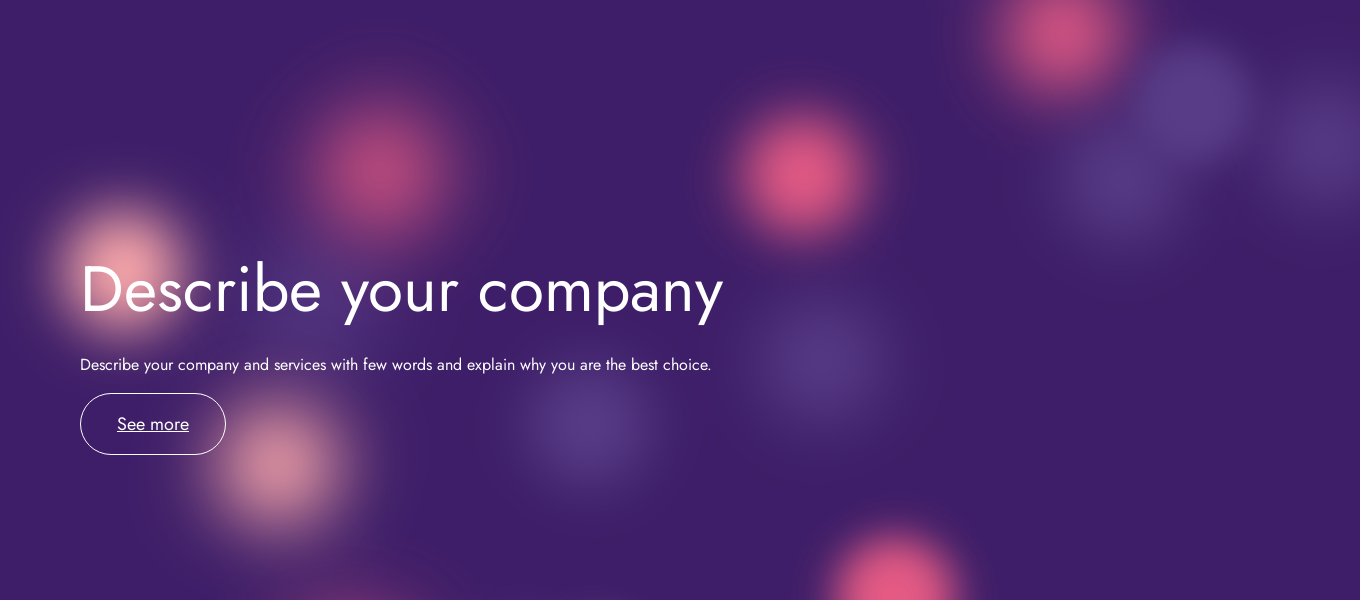 Describe your company
Describe your company and services with few words and explain why you are the best choice.
See more